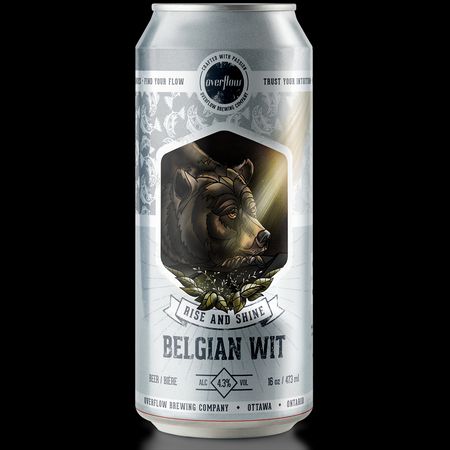 CRAFTED WITH PASSION
overflow
OVERFLOW BREWING COMPANY
• FIND YOUR FLOW
TRUST YOUR INTUITION
RISE AND SHINE
BELGIAN WIT
BEER / BIÈRE
ALC 4.3% VOL
16 oz / 473 ml
OVERFLOW BREWING COMPANY • OTTAWA • ONTARIO